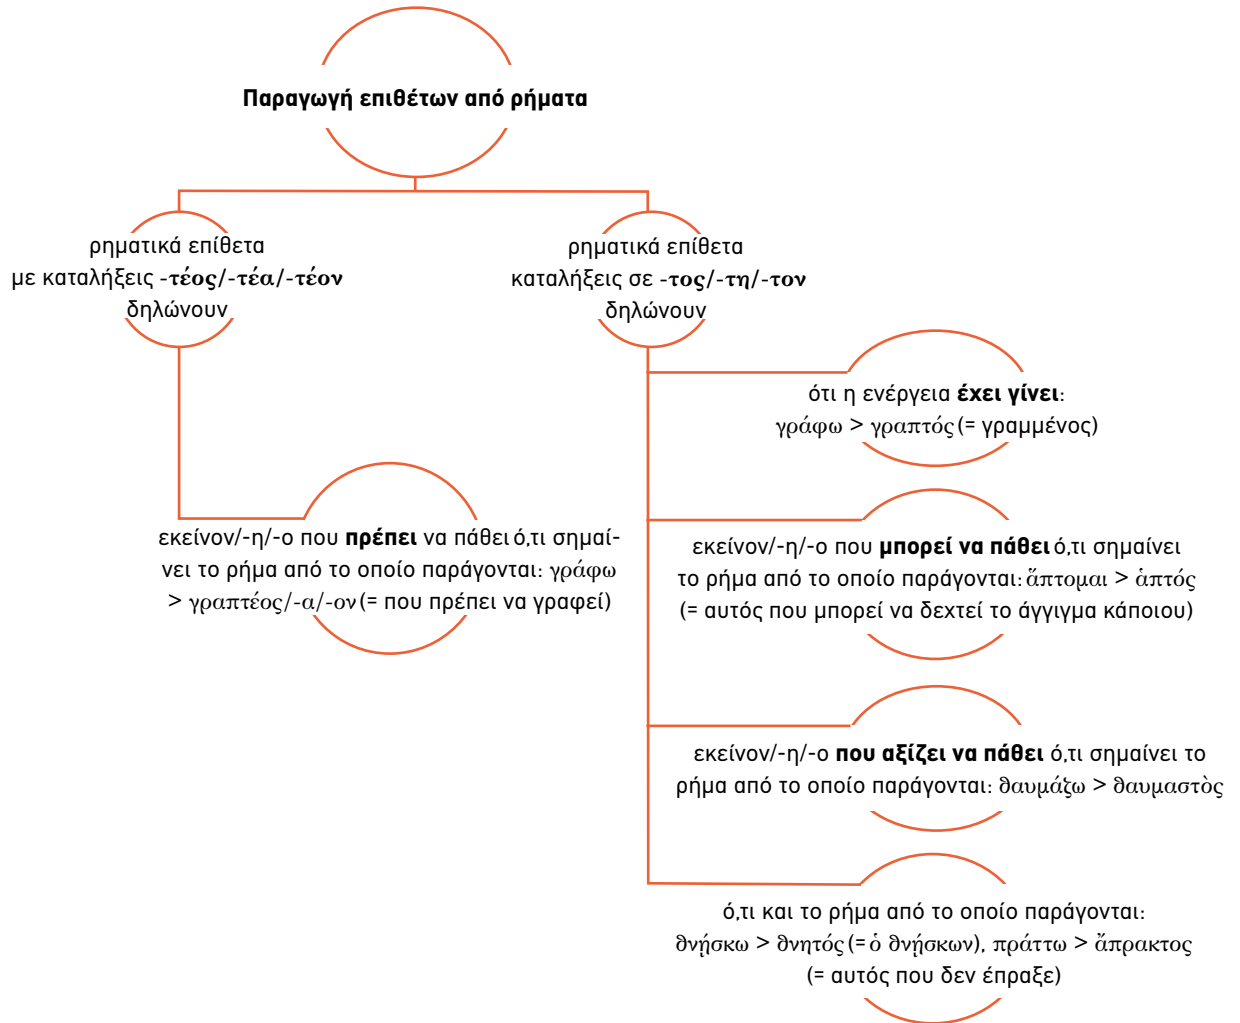 Παραγωγή επιθέτων από ρήματα
ρηματικά επίθετα
με καταλήξεις -τέος/-τέα/-τέον
δηλώνουν
εκείνον/-η/-ο που πρέπει να πάθει ό,τι σημαί-
νει το ρήμα από το οποίο παράγονται: γράφω
> γραπτέος/-α/-ον (= που πρέπει να γραφεί)
ρηματικά επίθετα
καταλήξεις σε -τος/-τη/-τον
δηλώνουν
ότι η ενέργεια έχει γίνει:
γράφω > γραπτός (= γραμμένος)
εκείνον/-η/-ο που μπορεί να πάθει ό,τι σημαίνει
το ρήμα από το οποίο παράγονται: ἅπτομαι > ἁπτός
(= αυτός που μπορεί να δεχτεί το άγγιγμα κάποιου)
εκείνον/-η/-ο που αξίζει να πάθει ό,τι σημαίνει το
ρήμα από το οποίο παράγονται: ϑαυμάζω > ϑαυμαστὸς
ό,τι και το ρήμα από το οποίο παράγονται:
ϑνῄσκω > ϑνητός (= ὁ ϑνῄσκων), πράττω > ἄπρακτος
(= αυτός που δεν έπραξε)